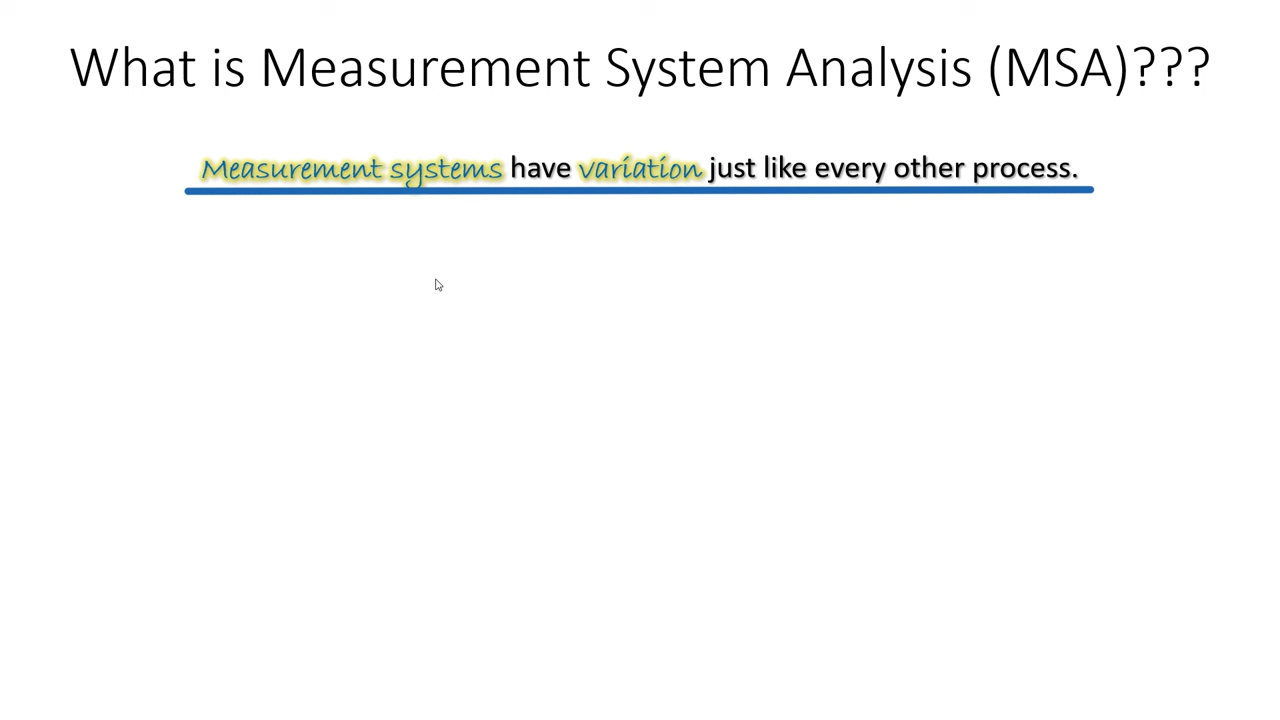 What is Measurement System Analysis (MSA)???
Measurement systems have variation just like every other process.